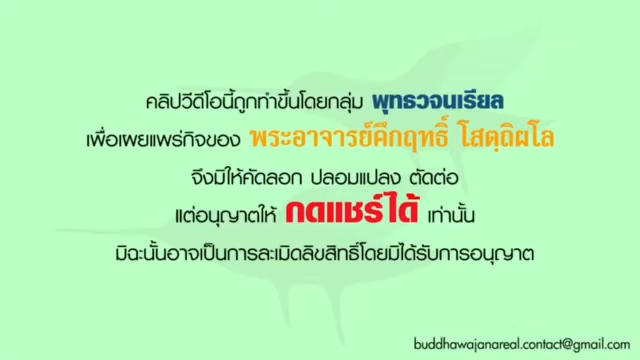 คลิปวีดีโอนี้ถูกทำขึ้นโดยกลุ่ม พุทธวจนเรียล
เพื่อเผยแพร่กิจของ พระอาจารย์คึกฤทธิ์ โสตฺถิผโล
จึงมิให้คัดลอก ปลอมแปลง ตัดต่อ
แต่อนุญาตให้ กดแชร์ได้ เท่านั้น
มิฉะนั้นอาจเป็นการละเมิดลิขสิทธิ์โดยมิได้รับการอนุญาต
buddhawajanareal.contact@gmail.com